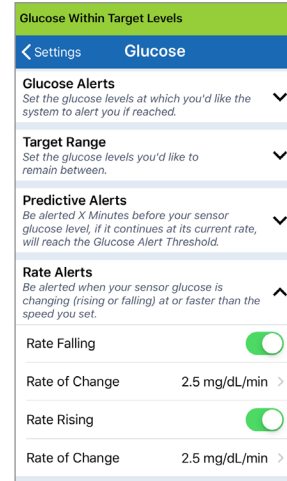 Glucose Within Target Levels
Settings
Glucose
Glucose Alerts
Set the glucose levels at which you'd like the
system to alert you if reached.
Target Range
Set the glucose levels you'd like to
remain between.
Predictive Alerts
Be alerted X Minutes before your sensor
glucose level, if it continues at its current rate,
will reach the Glucose Alert Threshold.
Rate Alerts
Be alerted when your sensor glucose is
changing (rising or falling) at or faster than the
speed you set.
Rate Falling
Rate of Change 2.5 mg/dL/min
Rate Rising
Rate of Change 2.5 mg/dL/min